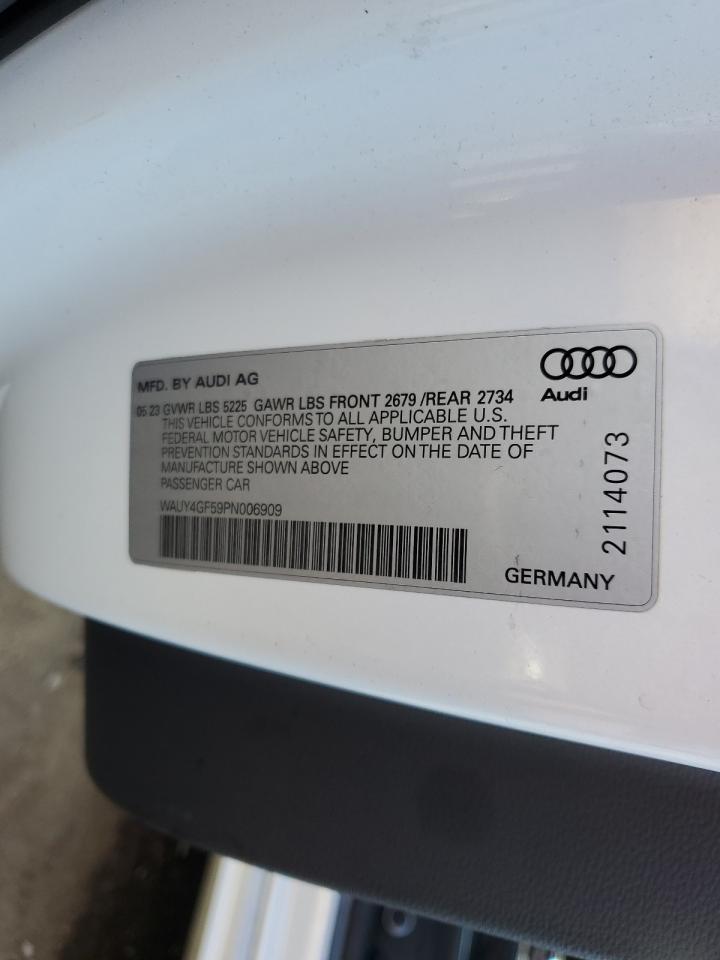 MFD. BY AUDI AG
05 23 GVWR LBS 5225 GAWR LBS FRONT 2679 /REAR 2734
THIS VEHICLE CONFORMS TO ALL APPLICABLE U.S.
FEDERAL MOTOR VEHICLE SAFETY, BUMPER AND THEFT
PREVENTION STANDARDS IN EFFECT ON THE DATE OF
MANUFACTURE SHOWN ABOVE
PASSENGER CAR
WAUY4GF59PN006909
Audi
2114073
GERMANY